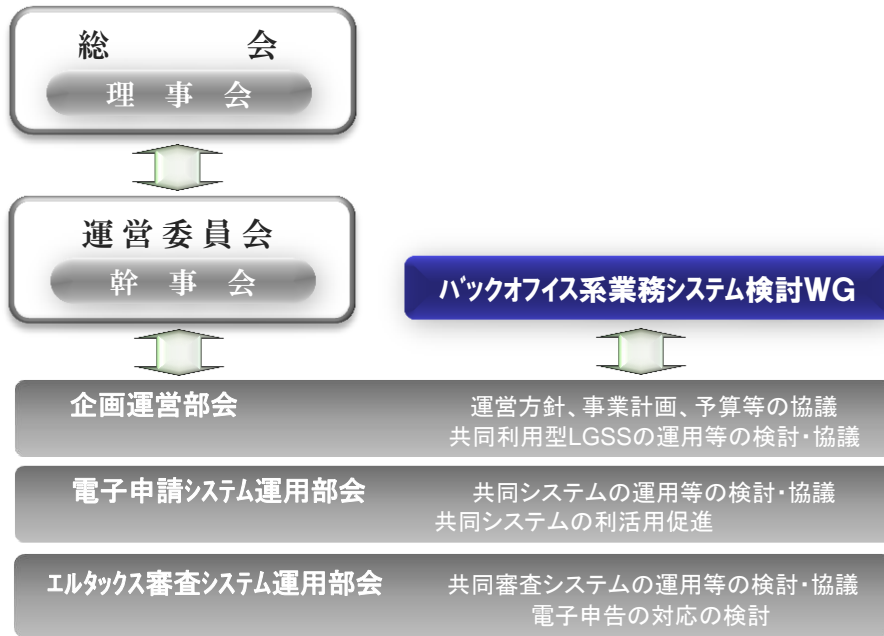 総　　　会
理 事 会
運営委員会
幹 事 会
ﾊﾞックオフイス系業務システム検討WG
企画運営部会
運営方針、事業計画、予算等の協議
共同利用型LGSSの運用等の検討・協議
電子申請ｼｽﾃﾑ運用部会
共同システムの運用等の検討・協議
共同システムの利活用促進
ｴﾙﾀｯｸｽ審査ｼｽﾃﾑ運用部会
共同審査システムの運用等の検討・協議
電子申告の対応の検討